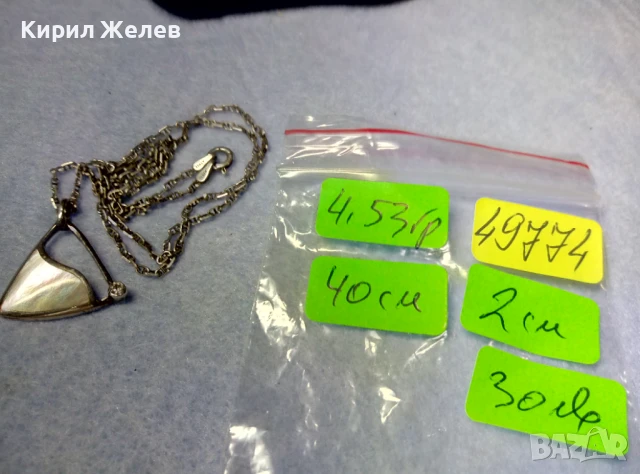 Кирил Желев
4.53гр
49774
40см
2см
30лв
BAZAR